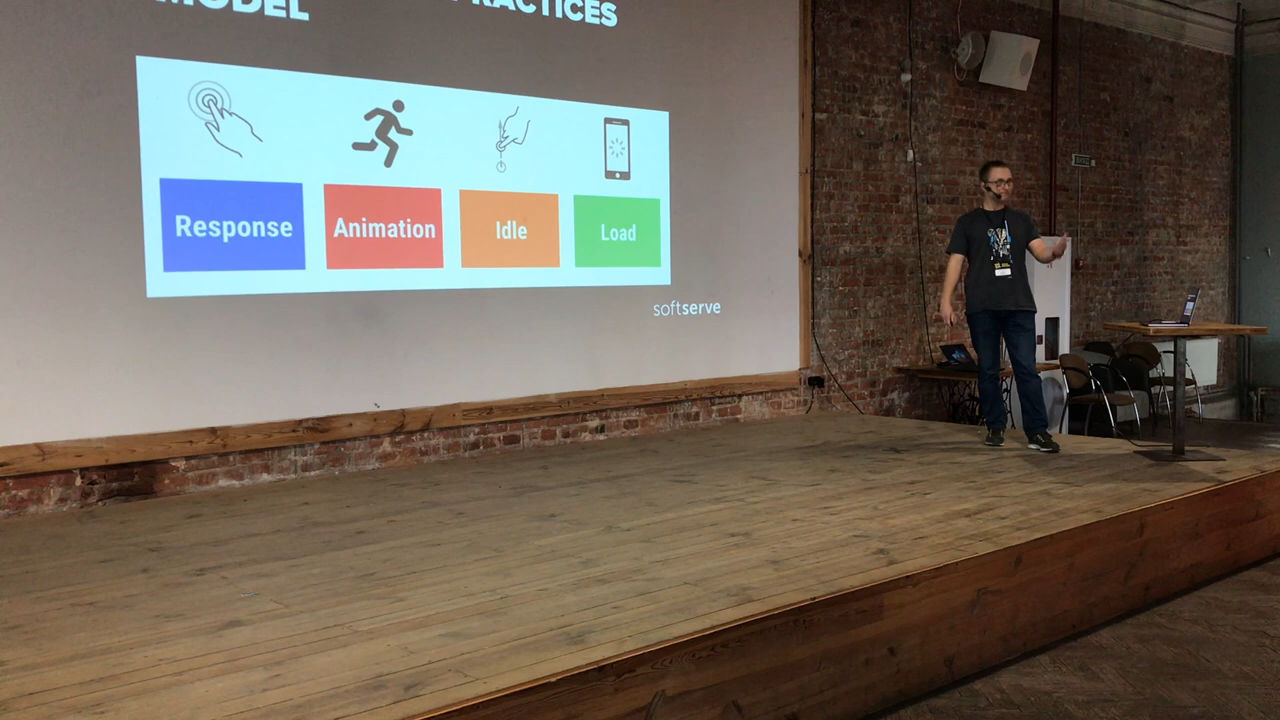 MODEL
PRACTICES
Response
Animation
Idle
Load
softserve